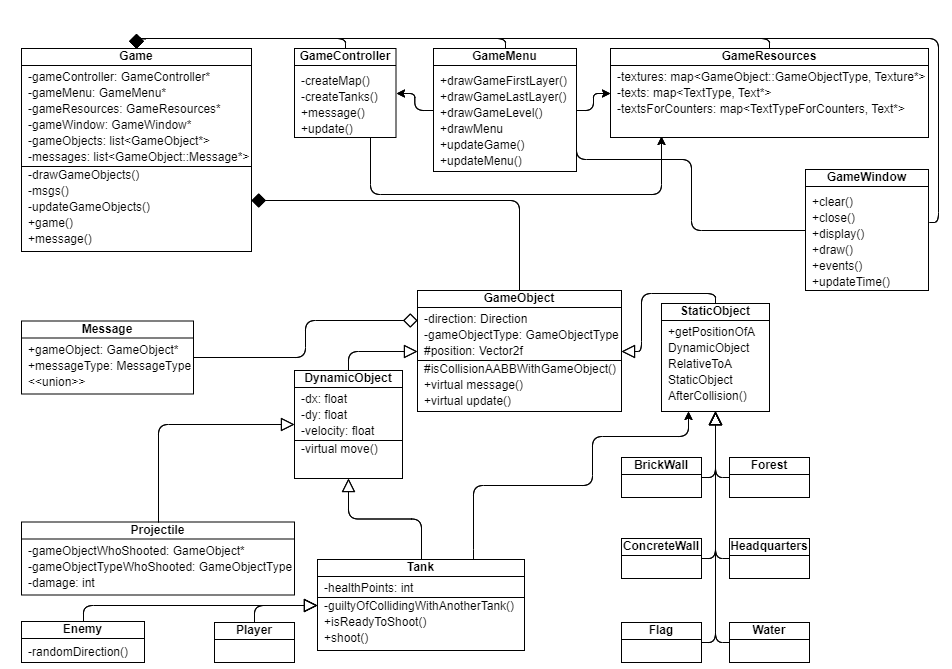 Game
-gameController: GameController*
-gameMenu: GameMenu*
-gameResources: GameResources*
-gameWindow: GameWindow*
-gameObjects: list<GameObject*>
-messages: list<GameObject::Message*>
-drawGameObjects()
-msgs()
-updateGameObjects()
+game()
+message()
GameController
-createMap()
-createTanks()
+message()
+update()
GameMenu
+drawGameFirstLayer()
+drawGameLastLayer()
+drawGameLevel()
+drawMenu
+updateGame()
+updateMenu()
GameResources
-textures: map<GameObject::GameObjectType, Texture*>
-texts: map<TextType, Text*>
-textsForCounters: map<TextTypeForCounters, Text*>
GameWindow
+clear()
+close()
+display()
+draw()
+events()
+updateTime()
GameObject
-direction: Direction
-gameObjectType: GameObjectType
#position: Vector2f
#isCollisionAABBWithGameObject()
+virtual message()
+virtual update()
StaticObject
+getPositionOfA
DynamicObject
RelativeToA
StaticObject
AfterCollision()
Message
+gameObject: GameObject*
+messageType: MessageType
<<union>>
DynamicObject
-dx: float
-dy: float
-velocity: float
-virtual move()
BrickWall
Forest
ConcreteWall
Headquarters
Flag
Water
Projectile
-gameObjectWhoShooted: GameObject*
-gameObjectTypeWhoShooted: GameObjectType
-damage: int
Tank
-healthPoints: int
-guiltyOfCollidingWithAnotherTank()
+isReadyToShoot()
+shoot()
Enemy
-randomDirection()
Player